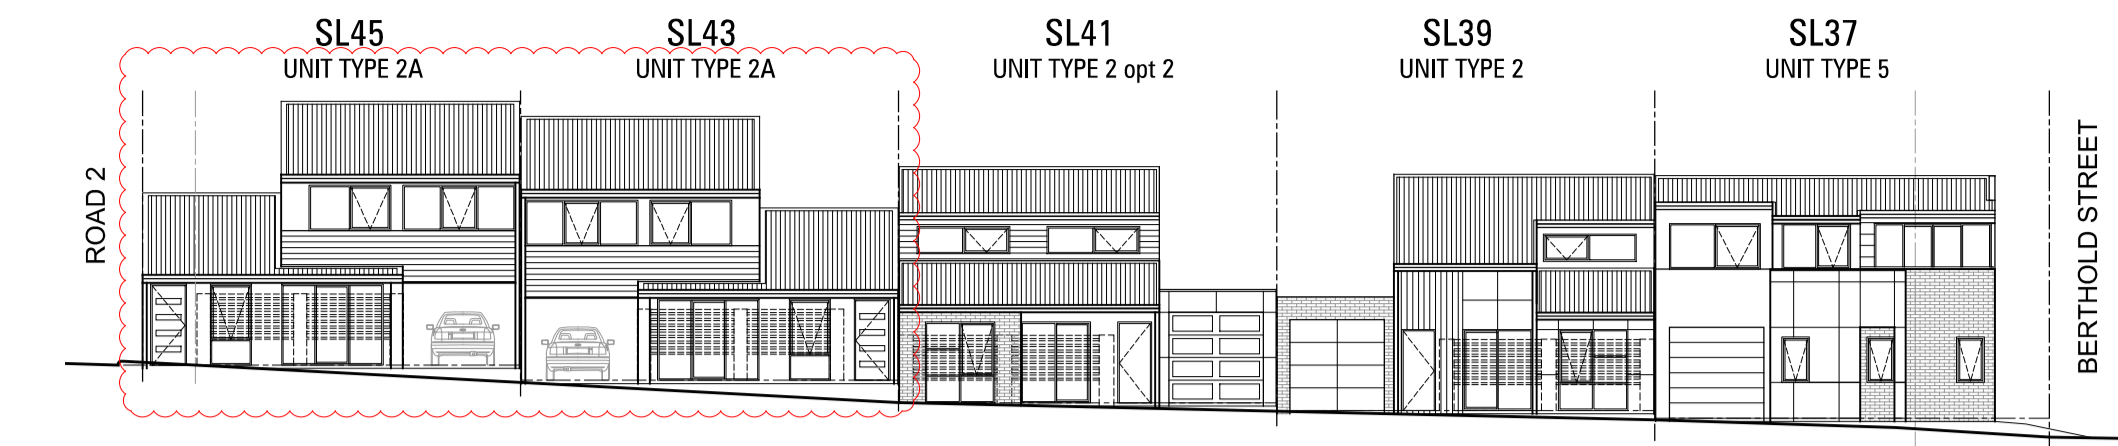 SL45
UNIT TYPE 2A
SL43
UNIT TYPE 2A
SL41
UNIT TYPE 2 opt 2
SL39
UNIT TYPE 2
SL37
UNIT TYPE 5
ROAD 2
BERTHOLD STREET